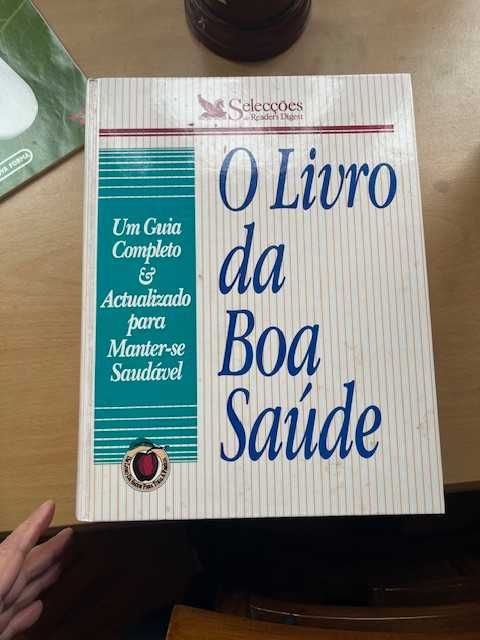 Selecções
do Reader's Digest
O Livro
da
Boa
Saúde
Um Guia
Completo
&
Actualizado
para
Manter-se
Saudável